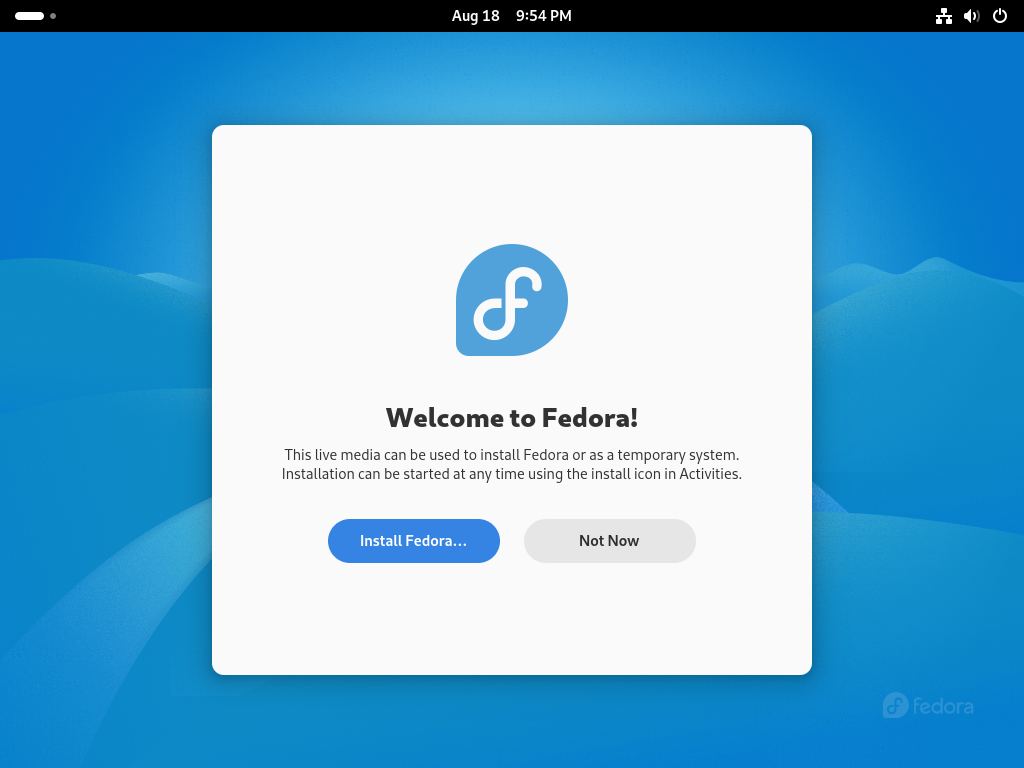 Aug 18 9:54 PM
Welcome to Fedora!
This live media can be used to install Fedora or as a temporary system.
Installation can be started at any time using the install icon in Activities.
Install Fedora…
Not Now
fedora